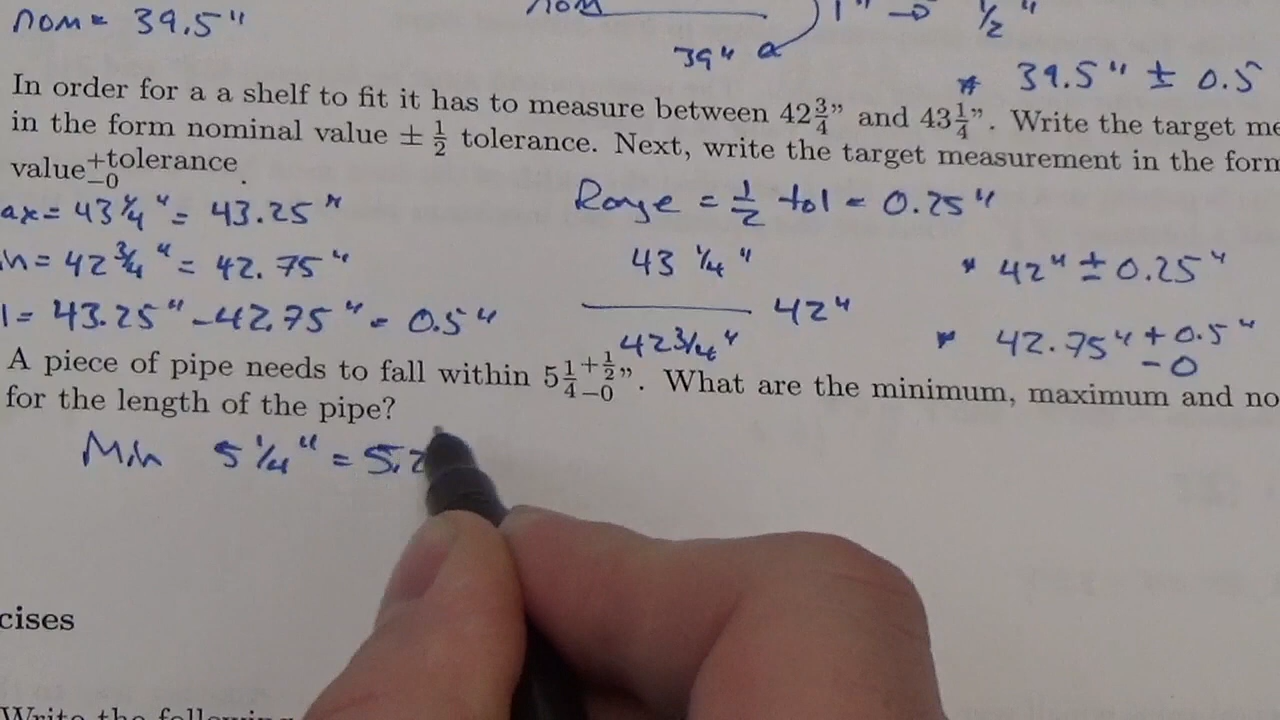 nom = 39.5"
nom 1" → 1/2 "
39"
* 39.5" ± 0.5
In order for a a shelf to fit it has to measure between 42 3/4" and 43 1/4". Write the target
in the form nominal value ± 1/2 tolerance. Next, write the target measurement in the form
value +tolerance −0.
ax = 43 1/4" = 43.25" Range = 1/2 tol = 0.25"
n = 42 3/4" = 42.75" 43 1/4" * 42" ± 0.25"
l = 43.25" − 42.75" = 0.5" 42"
42 3/4" * 42.75" + 0.5" − 0
A piece of pipe needs to fall within 5 1/4 + 1/2 −0". What are the minimum, maximum and no
for the length of the pipe?
Min 5 1/4" = 5.2
cises
Write the following